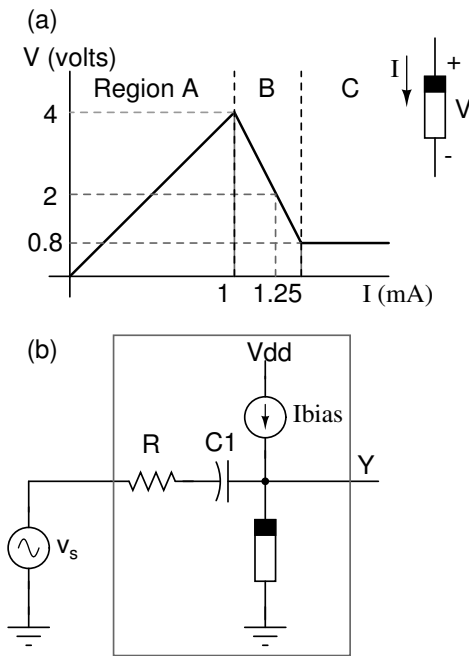 (a)
V (volts)
Region A B C
I + V -
4
2
0.8
1 1.25 I (mA)
(b)
Vdd
Ibias
R C1
Y
vs